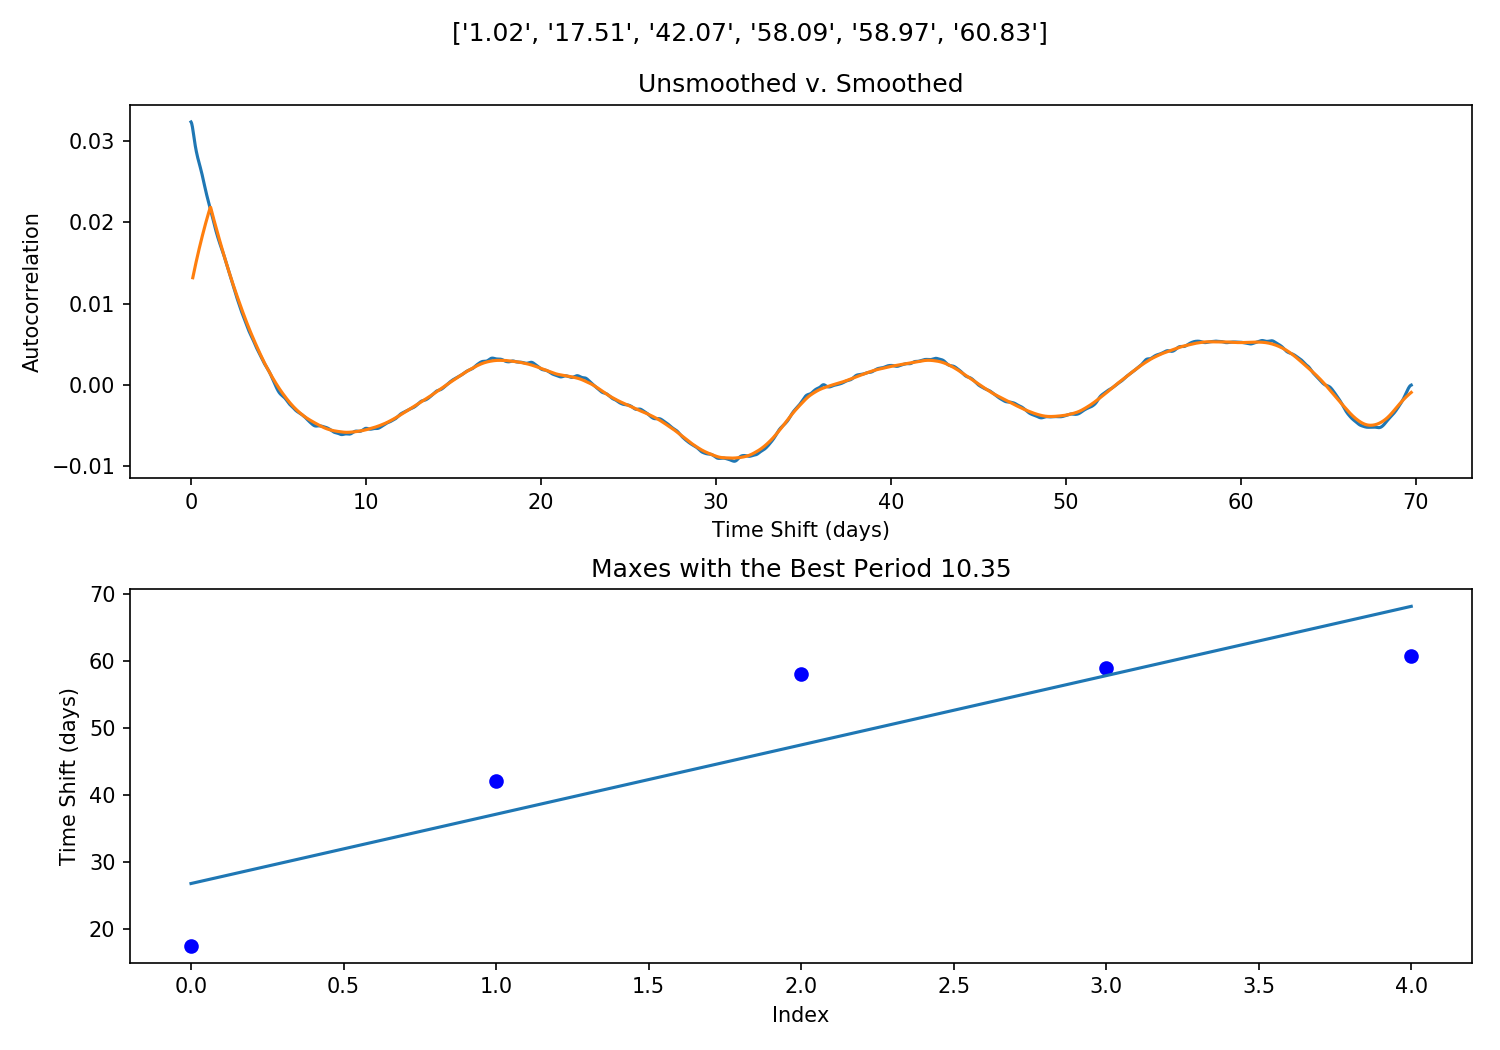 ['1.02', '17.51', '42.07', '58.09', '58.97', '60.83']
Unsmoothed v. Smoothed
Autocorrelation
0.03
0.02
0.01
0.00
−0.01
0 10 20 30 40 50 60 70
Time Shift (days)
Maxes with the Best Period 10.35
Time Shift (days)
70
60
50
40
30
20
0.0 0.5 1.0 1.5 2.0 2.5 3.0 3.5 4.0
Index